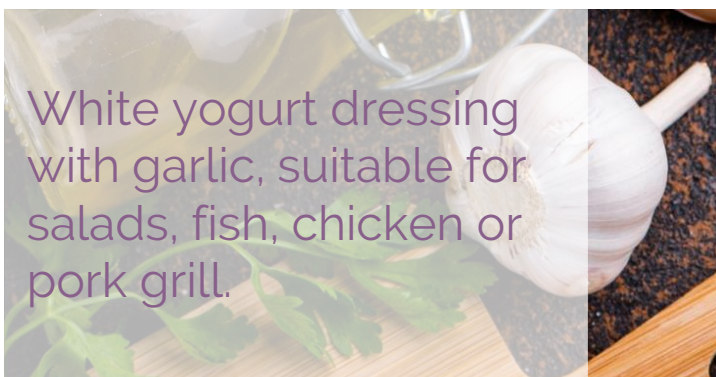 White yogurt dressing
with garlic, suitable for
salads, fish, chicken or
pork grill.